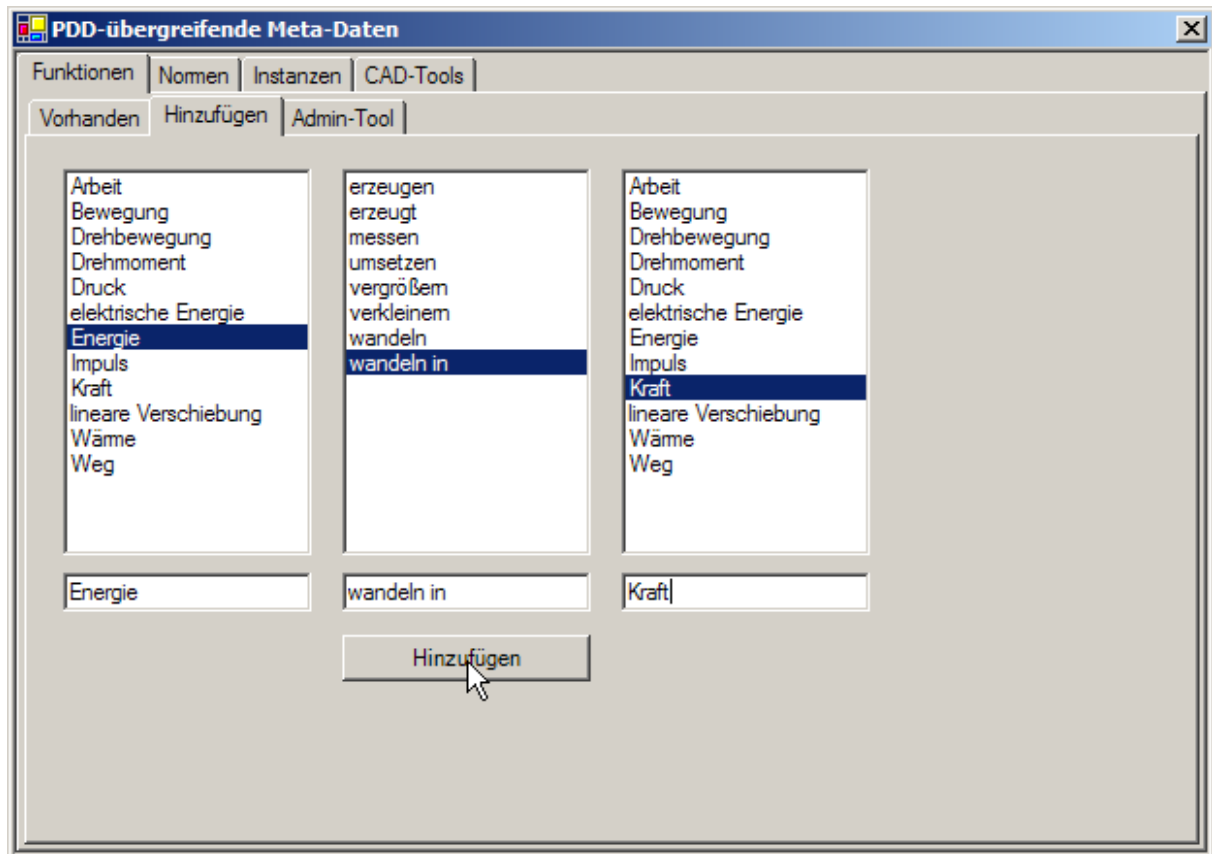 PDD-übergreifende Meta-Daten
Funktionen Normen Instanzen CAD-Tools
Vorhanden Hinzufügen Admin-Tool
Arbeit
Bewegung
Drehbewegung
Drehmoment
Druck
elektrische Energie
Energie
Impuls
Kraft
lineare Verschiebung
Wärme
Weg
erzeugen
erzeugt
messen
umsetzen
vergrößern
verkleinern
wandeln
wandeln in
Arbeit
Bewegung
Drehbewegung
Drehmoment
Druck
elektrische Energie
Energie
Impuls
Kraft
lineare Verschiebung
Wärme
Weg
Energie
wandeln in
Kraft
Hinzufügen